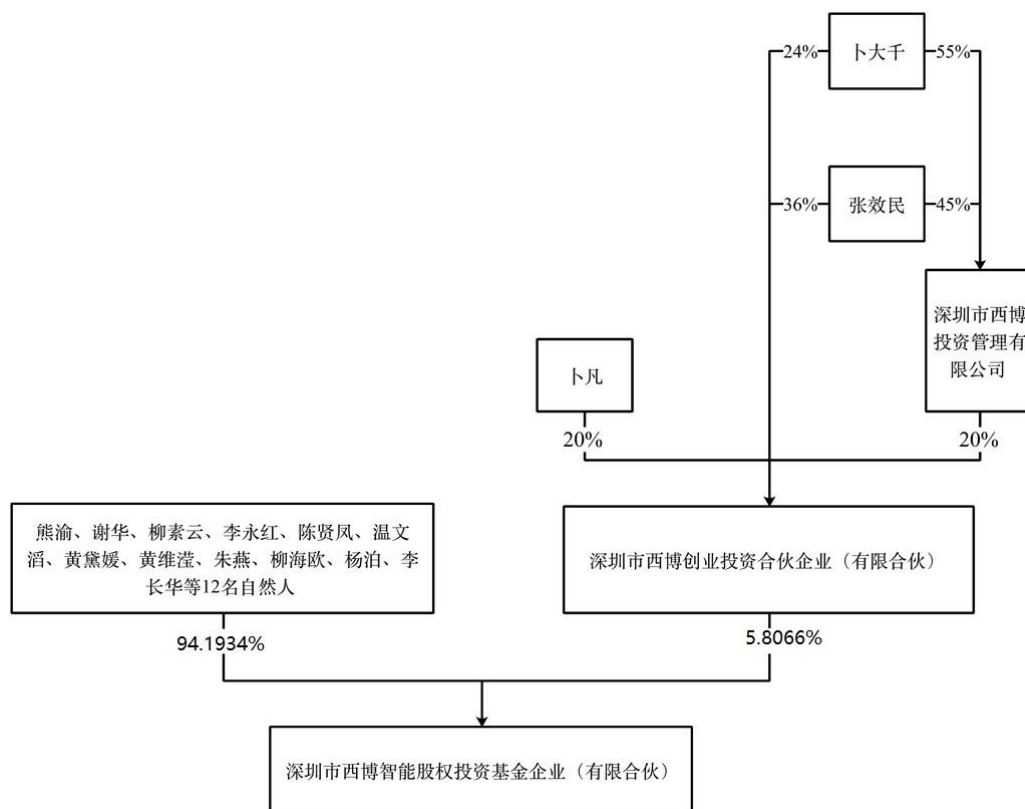 24%
卜大千
55%
36%
张效民
45%
深圳市西博
投资管理有
限公司
卜凡
20%
20%
熊渝、谢华、柳素云、李永红、陈贤凤、温文
滔、黄黛媛、黄维滢、朱燕、柳海欧、杨泊、李
长华等12名自然人
深圳市西博创业投资合伙企业（有限合伙）
94.1934%
5.8066%
深圳市西博智能股权投资基金企业（有限合伙）